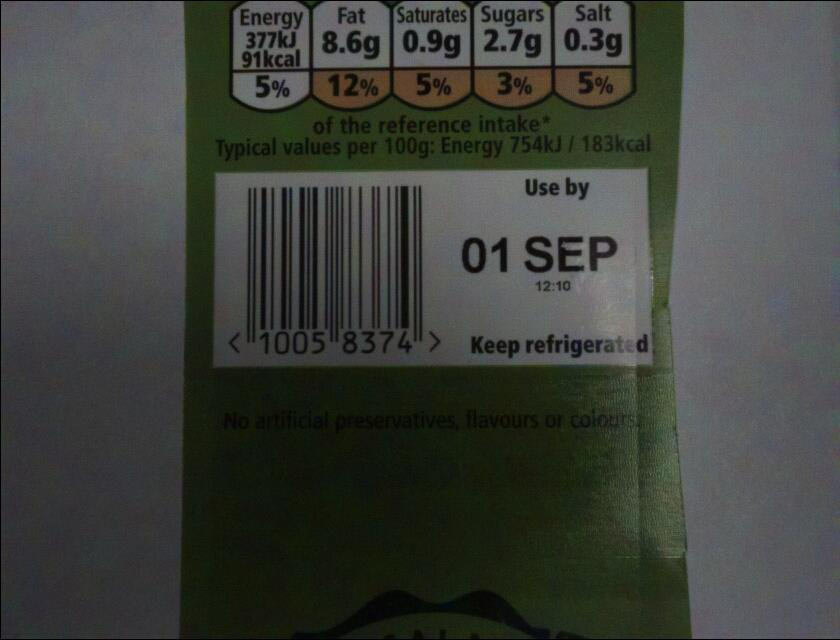 Energy Fat Saturates Sugars Salt
377kJ 8.6g 0.9g 2.7g 0.3g
91kcal
5% 12% 5% 3% 5%
of the reference intake*
Typical values per 100g: Energy 754kJ / 183kcal
Use by
01 SEP
12:10
< 1005 8374 > Keep refrigerated
No artificial preservatives, flavours or colours.